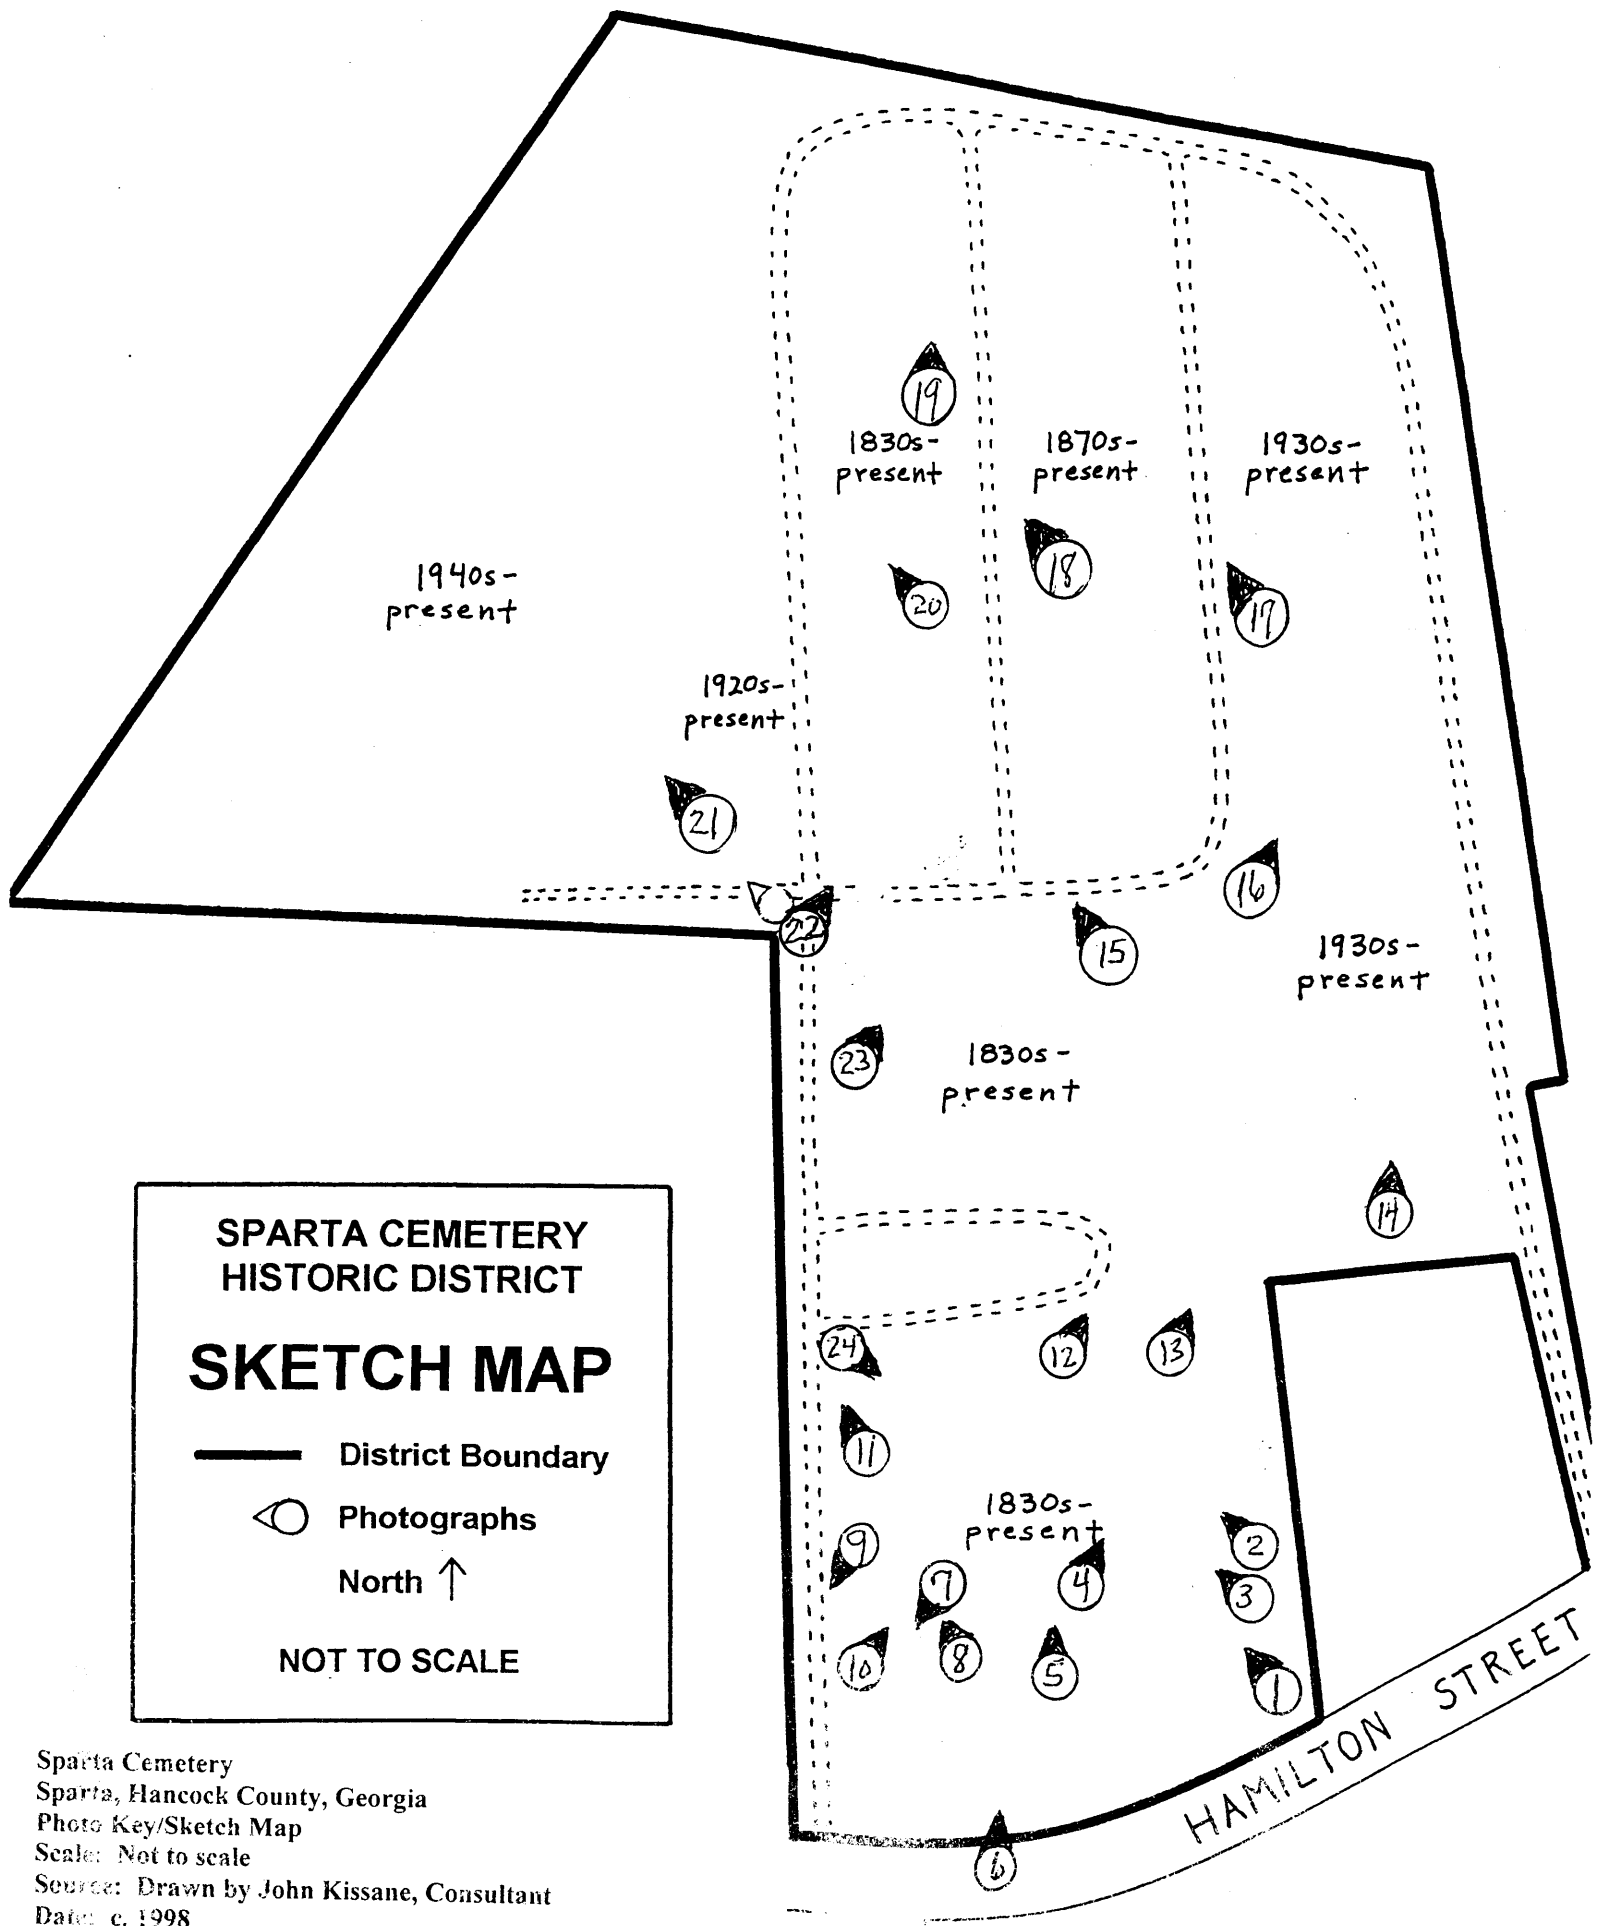 19
1830s-
present
1870s-
present
1930s-
present
18
20
17
1940s-
present
1920s-
present
21
16
22
15
1930s-
present
23
1830s-
present
14
SPARTA CEMETERY
HISTORIC DISTRICT
SKETCH MAP
District Boundary
Photographs
North
NOT TO SCALE
24
12
13
11
1830s-
present
9
2
7
4
3
10
8
5
1
HAMILTON STREET
6
Sparta Cemetery
Sparta, Hancock County, Georgia
Photo Key/Sketch Map
Scale: Not to scale
Source: Drawn by John Kissane, Consultant
Date: c. 1998